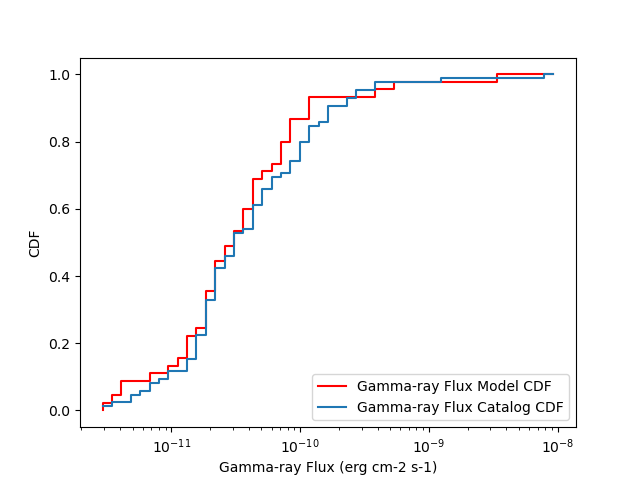 1.0
0.8
0.6
0.4
0.2
0.0
CDF
10⁻¹¹
10⁻¹⁰
10⁻⁹
10⁻⁸
Gamma-ray Flux (erg cm-2 s-1)
Gamma-ray Flux Model CDF
Gamma-ray Flux Catalog CDF